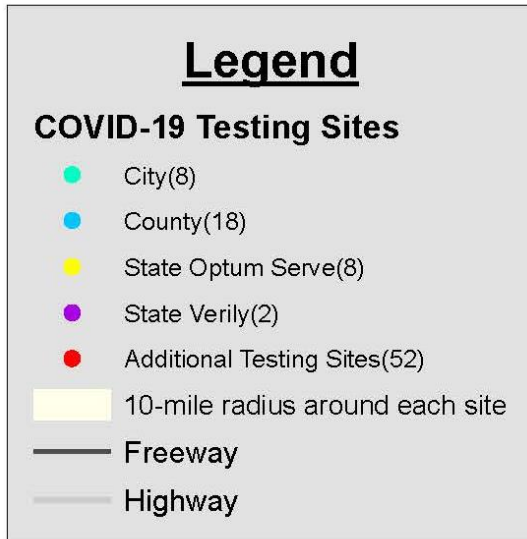 Legend
COVID-19 Testing Sites
City(8)
County(18)
State Optum Serve(8)
State Verily(2)
Additional Testing Sites(52)
10-mile radius around each site
Freeway
Highway